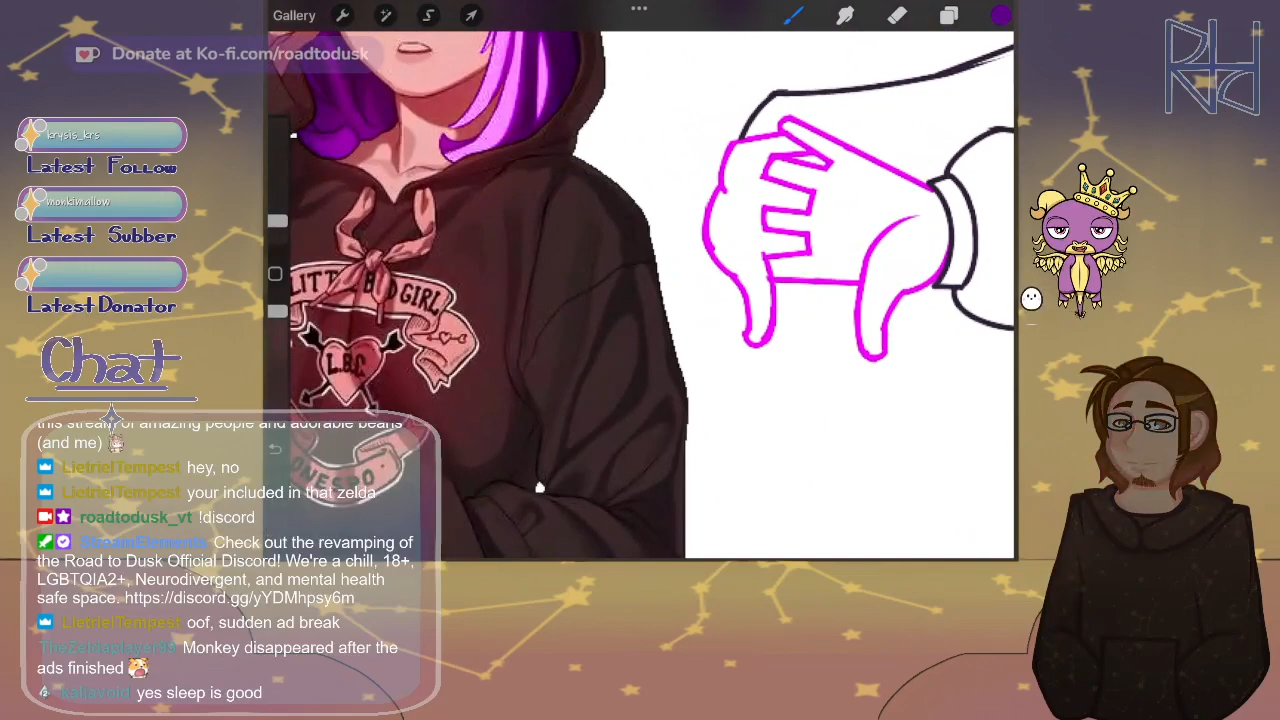 Gallery
Donate at Ko-fi.com/roadtodusk
krysis_krs
Latest Follow
monkimallow
Latest Subber
Latest Donator
Chat
this stream of amazing people and adorable beans
(and me)
LietrielTempest hey, no
LietrielTempest your included in that zelda
roadtodusk_vt !discord
StreamElements Check out the revamping of
the Road to Dusk Official Discord! We're a chill, 18+,
LGBTQIA2+, Neurodivergent, and mental health
safe space. https://discord.gg/yYDMhpsy6m
LietrielTempest oof, sudden ad break
Monkey disappeared after the
ads finished
yes sleep is good
GIRL
L.B.G